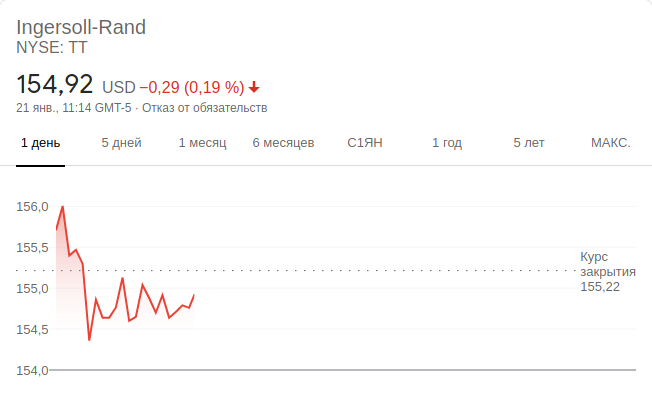 Ingersoll-Rand
NYSE: TT
154,92 USD −0,29 (0,19 %)
21 янв., 11:14 GMT-5 · Отказ от обязательств
1 день 5 дней 1 месяц 6 месяцев С1ЯН 1 год 5 лет МАКС.
156,0
155,5
Курс
закрытия
155,22
155,0
154,5
154,0